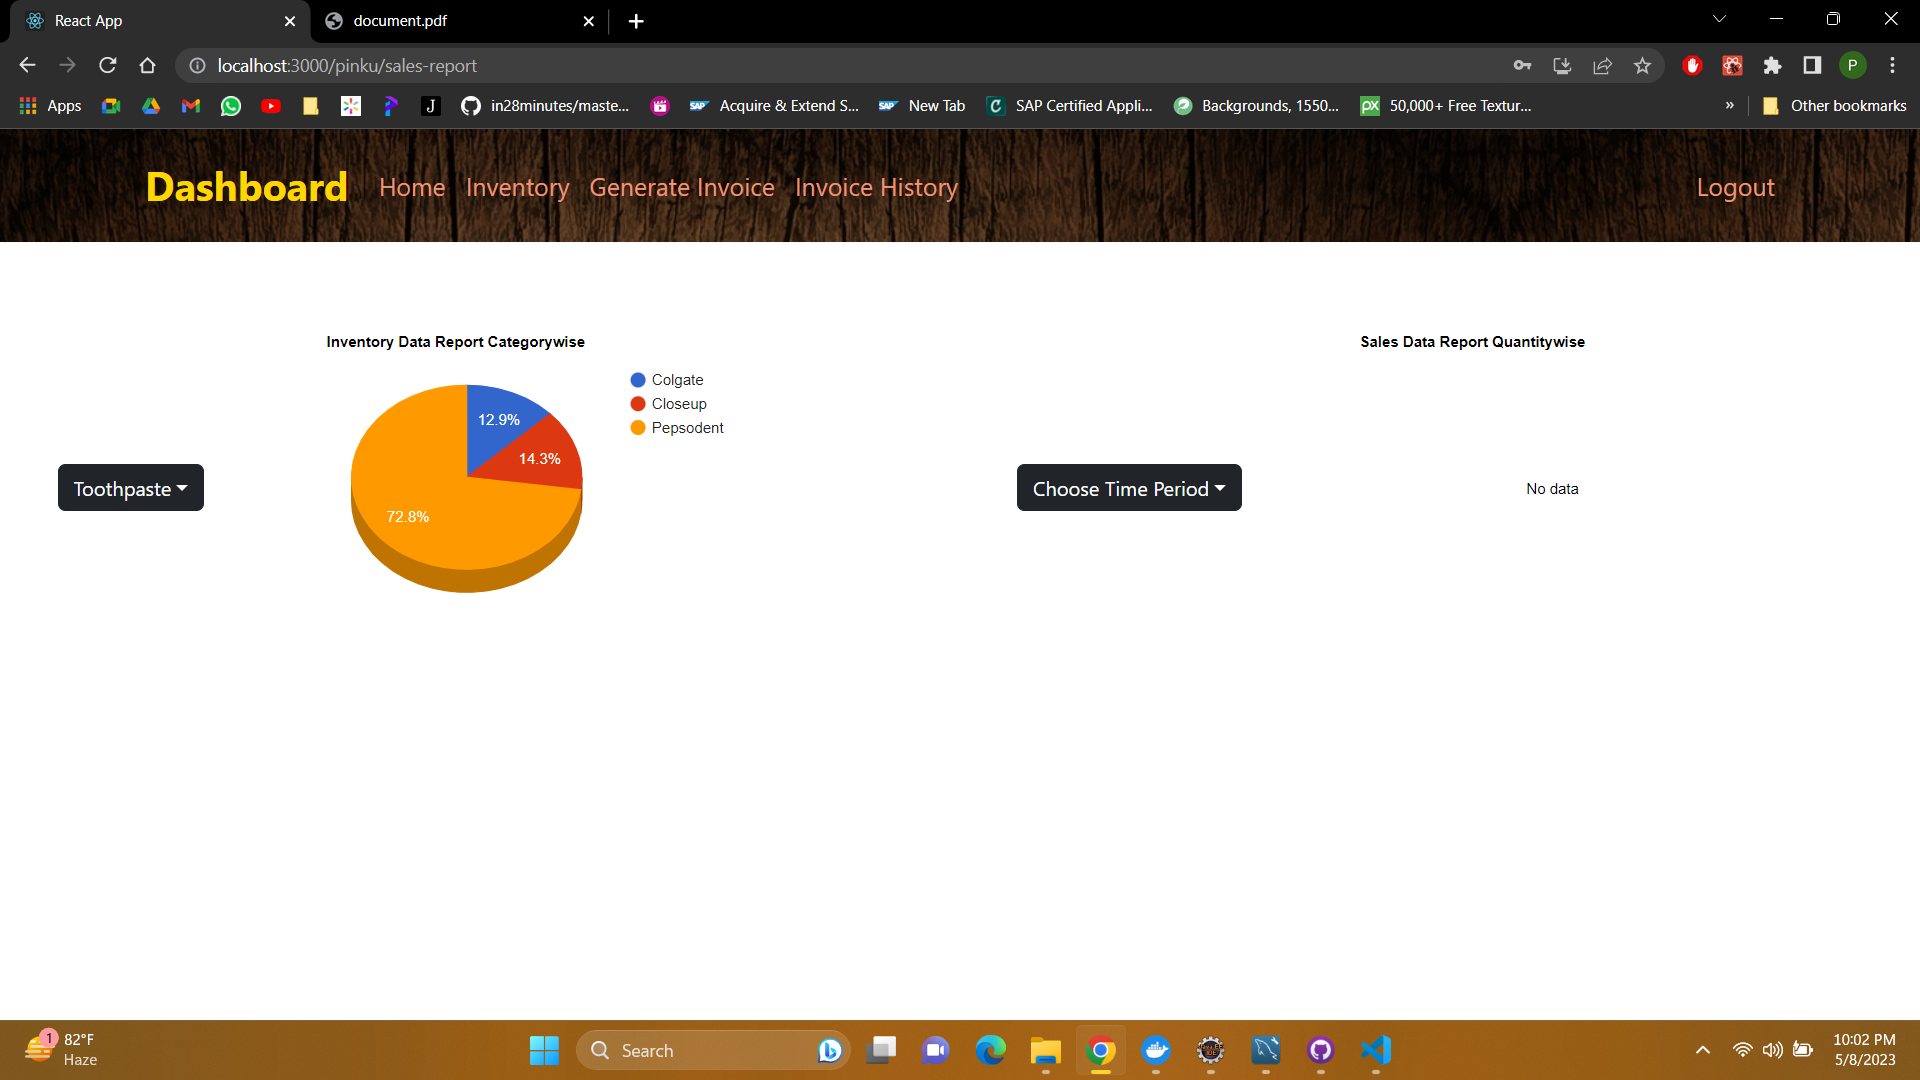 React App
document.pdf
localhost:3000/pinku/sales-report
P
Apps
J
in28minutes/maste...
SAP Acquire & Extend S...
SAP New Tab
C SAP Certified Appli...
Backgrounds, 1550...
px 50,000+ Free Textur...
»
Other bookmarks
Dashboard
Home
Inventory
Generate Invoice
Invoice History
Logout
Inventory Data Report Categorywise
Sales Data Report Quantitywise
Colgate
Closeup
Pepsodent
12.9%
14.3%
72.8%
Toothpaste
Choose Time Period
No data
1
82°F
Haze
Search
10:02 PM
5/8/2023